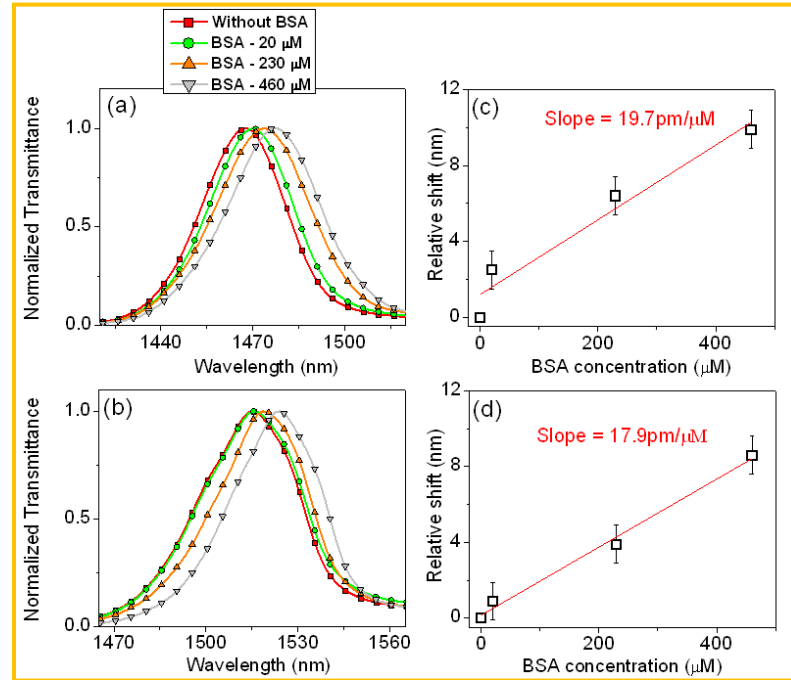 Without BSA
BSA - 20 μM
BSA - 230 μM
BSA - 460 μM
(a)
Normalized Transmittance
1.0
0.5
0.0
1440 1470 1500
Wavelength (nm)
(c)
Slope = 19.7pm/μM
Relative shift (nm)
12
8
4
0
0 200 400
BSA concentration (μM)
(b)
Normalized Transmittance
1.0
0.5
0.0
1470 1500 1530 1560
Wavelength (nm)
(d)
Slope = 17.9pm/μM
Relative shift (nm)
12
8
4
0
0 200 400
BSA concentration (μM)